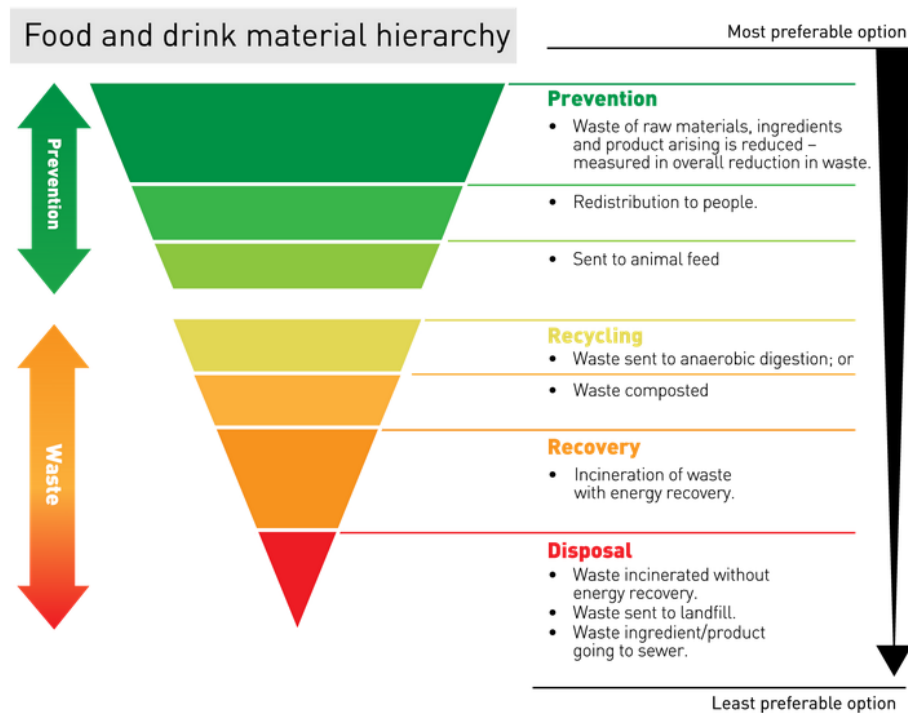 Food and drink material hierarchy
Most preferable option
Prevention
Prevention
• Waste of raw materials, ingredients
and product arising is reduced –
measured in overall reduction in waste.
• Redistribution to people.
• Sent to animal feed
Waste
Recycling
• Waste sent to anaerobic digestion; or
• Waste composted
Recovery
• Incineration of waste
with energy recovery.
Disposal
• Waste incinerated without
energy recovery.
• Waste sent to landfill.
• Waste ingredient/product
going to sewer.
Least preferable option